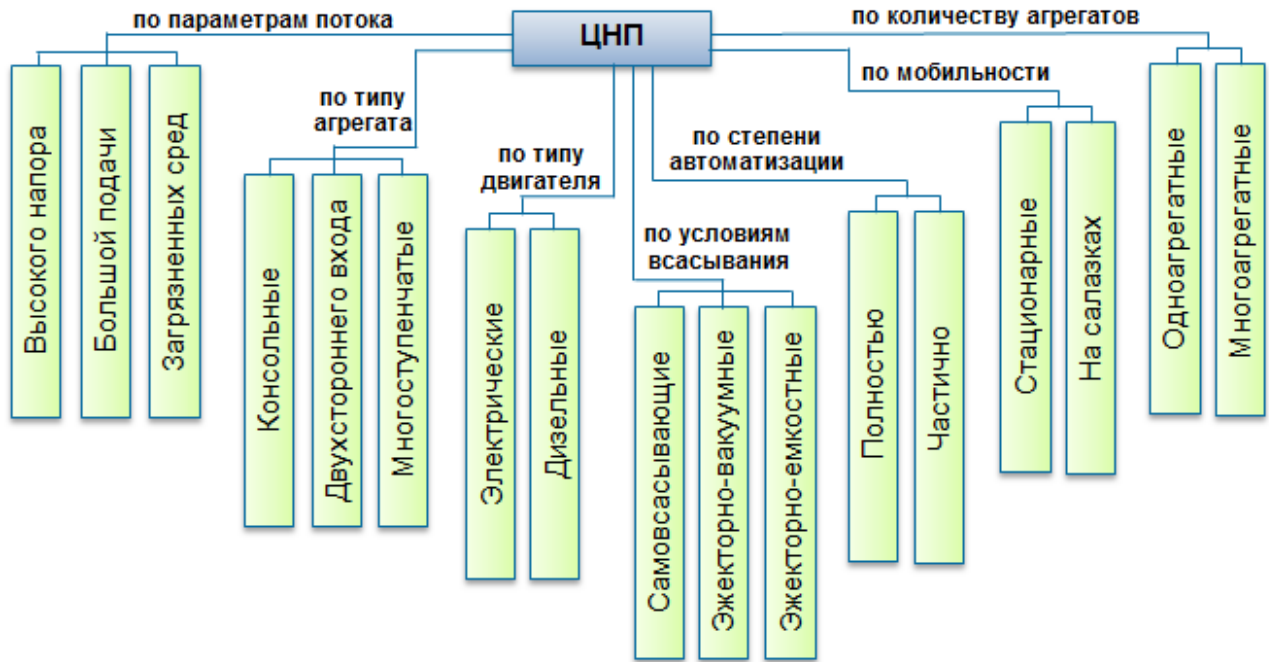 ЦНП
по параметрам потока
Высокого напора
Большой подачи
Загрязненных сред
по типу
агрегата
Консольные
Двухстороннего входа
Многоступенчатые
по типу
двигателя
Электрические
Дизельные
по условиям
всасывания
Самовсасывающие
Эжекторно-вакуумные
Эжекторно-емкостные
по степени
автоматизации
Полностью
Частично
по мобильности
Стационарные
На салазках
по количеству агрегатов
Одноагрегатные
Многоагрегатные